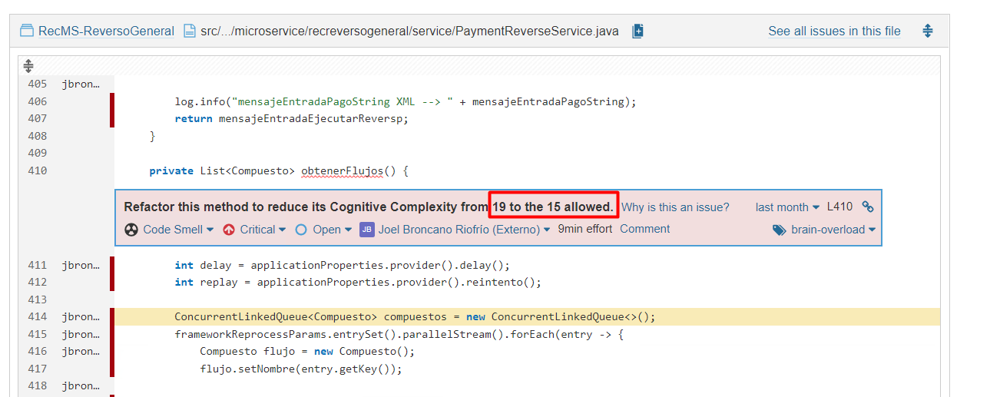 RecMS-ReversoGeneral src/.../microservice/recreversogeneral/service/PaymentReverseService.java See all issues in this file
405 jbron...
406 log.info("mensajeEntradaPagoString XML --> " + mensajeEntradaPagoString);
407 return mensajeEntradaEjecutarReversp;
408 }
409
410 private List<Compuesto> obtenerFlujos() {
Refactor this method to reduce its Cognitive Complexity from 19 to the 15 allowed. Why is this an issue? last month L410
Code Smell Critical Open JB Joel Broncano Riofrío (Externo) 9min effort Comment brain-overload
411 jbron... int delay = applicationProperties.provider().delay();
412 int replay = applicationProperties.provider().reintento();
413
414 jbron... ConcurrentLinkedQueue<Compuesto> compuestos = new ConcurrentLinkedQueue<>();
415 jbron... frameworkReprocessParams.entrySet().parallelStream().forEach(entry -> {
416 jbron... Compuesto flujo = new Compuesto();
417 flujo.setNombre(entry.getKey());
418 jbron...